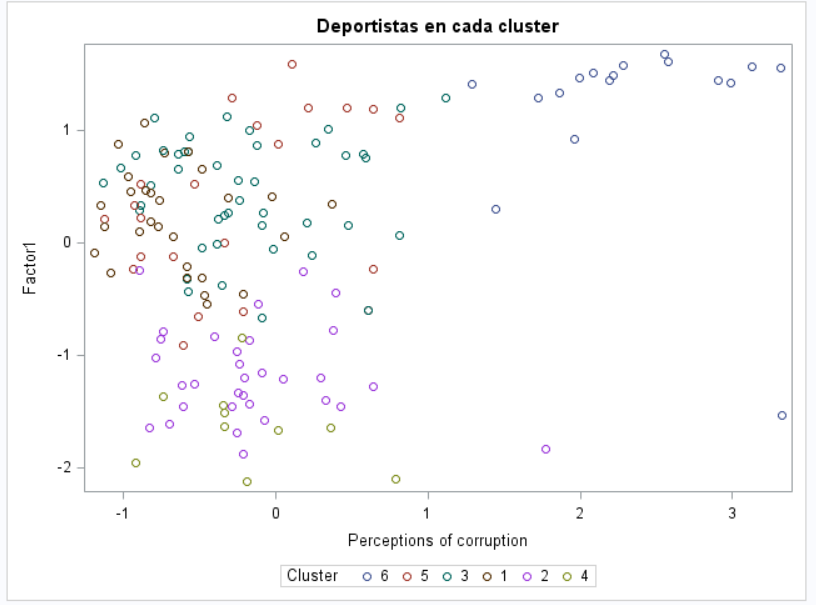 Deportistas en cada cluster
Factor1
1
0
-1
-2
-1 0 1 2 3
Perceptions of corruption
Cluster 6 5 3 1 2 4